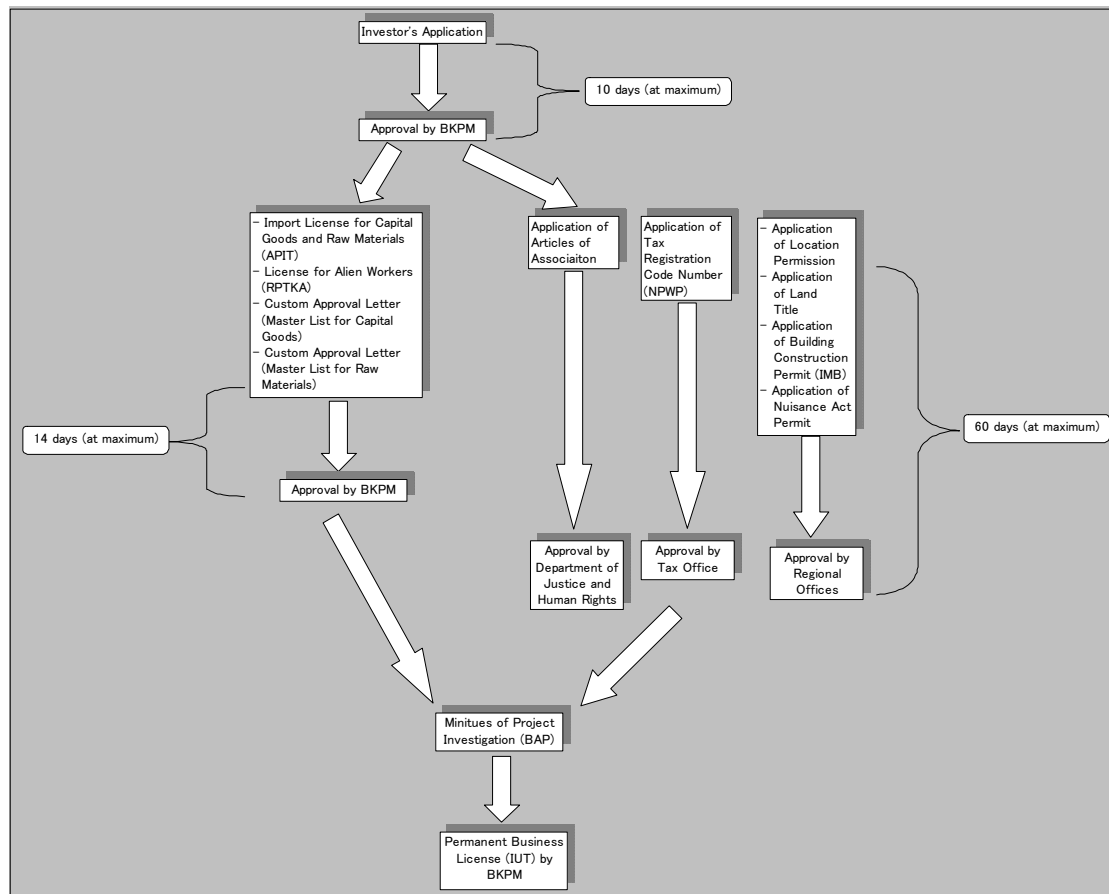 Investor's Application
10 days (at maximum)
Approval by BKPM
- Import License for Capital
Goods and Raw Materials
(APIT)
- License for Alien Workers
(RPTKA)
- Custom Approval Letter
(Master List for Capital
Goods)
- Custom Approval Letter
(Master List for Raw
Materials)
Application of
Articles of
Associaiton
Application of
Tax
Registration
Code Number
(NPWP)
- Application
of Location
Permission
- Application
of Land
Title
- Application
of Building
Construction
Permit (IMB)
- Application of
Nuisance Act
Permit
14 days (at maximum)
60 days (at maximum)
Approval by BKPM
Approval by
Department of
Justice and
Human Rights
Approval by
Tax Office
Approval by
Regional
Offices
Minitues of Project
Investigation (BAP)
Permanent Business
License (IUT) by
BKPM